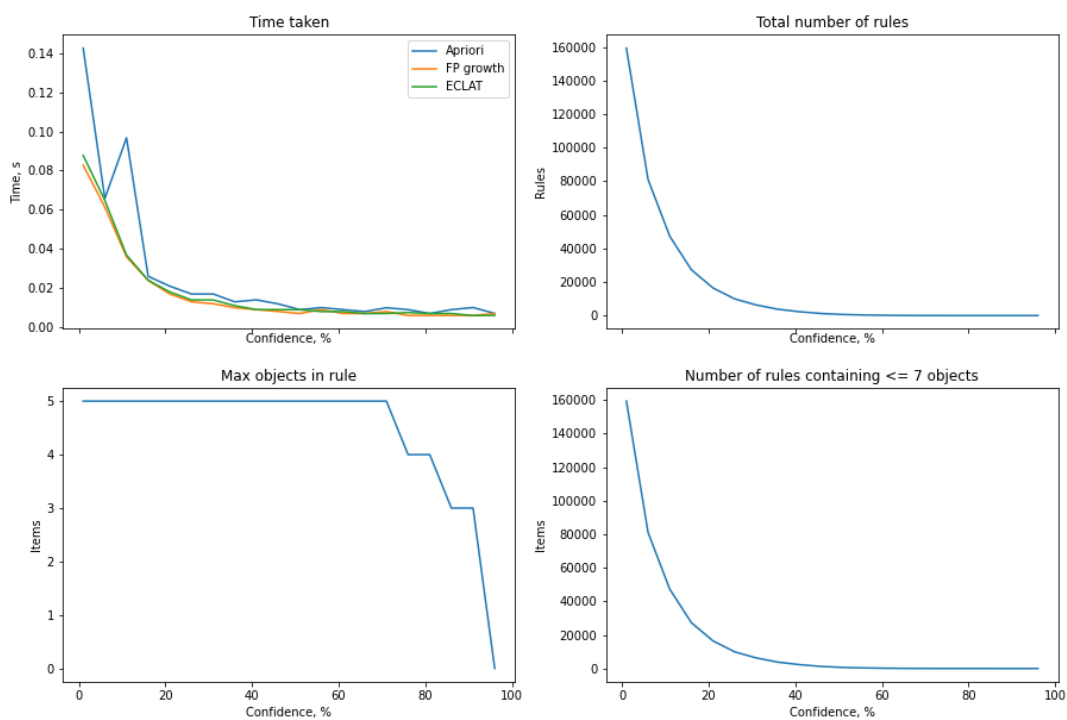 Time taken
0.14
0.12
0.10
0.08
0.06
0.04
0.02
0.00
Time, s
Apriori
FP growth
ECLAT
Confidence, %
Total number of rules
160000
140000
120000
100000
80000
60000
40000
20000
0
Rules
Confidence, %
Max objects in rule
5
4
3
2
1
0
Items
0 20 40 60 80 100
Confidence, %
Number of rules containing <= 7 objects
160000
140000
120000
100000
80000
60000
40000
20000
0
Items
0 20 40 60 80 100
Confidence, %